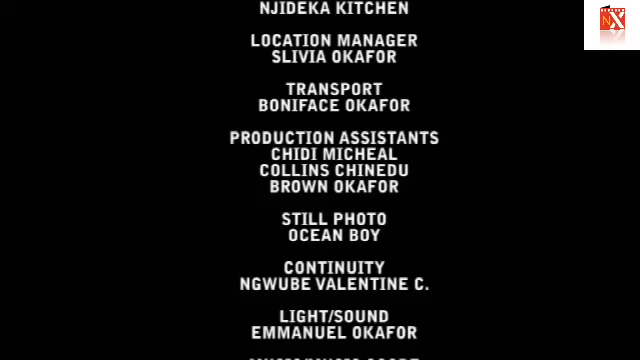 NJIDEKA KITCHEN
LOCATION MANAGER
SLIVIA OKAFOR
TRANSPORT
BONIFACE OKAFOR
PRODUCTION ASSISTANTS
CHIDI MICHEAL
COLLINS CHINEDU
BROWN OKAFOR
STILL PHOTO
OCEAN BOY
CONTINUITY
NGWUBE VALENTINE C.
LIGHT/SOUND
EMMANUEL OKAFOR
NX